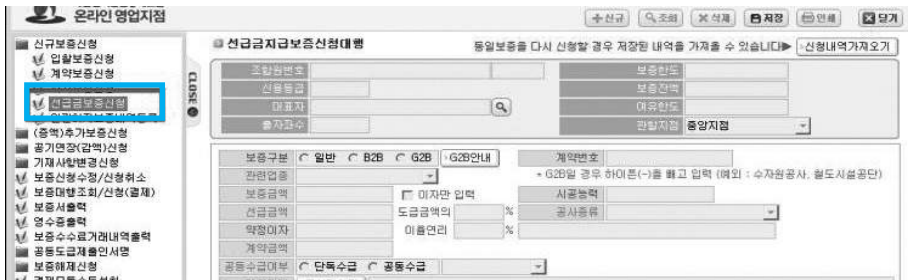 온라인 영업지점
신규 조회 삭제 저장 인쇄 닫기
신규보증신청
입찰보증신청
계약보증신청
선급금보증신청
(증액)추가보증신청
공기연장(감액)신청
기재사항변경신청
보증신청수정/신청취소
보증대행조회/신청(결제)
보증서출력
영수증출력
보증수수료거래내역출력
공동도급제출인서명
보증해제신청
CLOSE
선급금지급보증신청대행
동일보증을 다시 신청할 경우 저장된 내역을 가져올 수 있습니다▶ 신청내역가져오기
조합원번호 보증한도
신용등급 보증잔액
대표자 여유한도
출자좌수 관할지점 중앙지점
보증구분 일반 B2B G2B G2B안내 계약번호
관련업종 * G2B일 경우 하이픈(-)을 빼고 입력 (예외 : 수자원공사, 철도시설공단)
보증금액 이자만 입력 시공능력
선급금액 도급금액의 % 공사종류
약정이자 이율연리 %
계약금액
공동수급여부 단독수급 공동수급